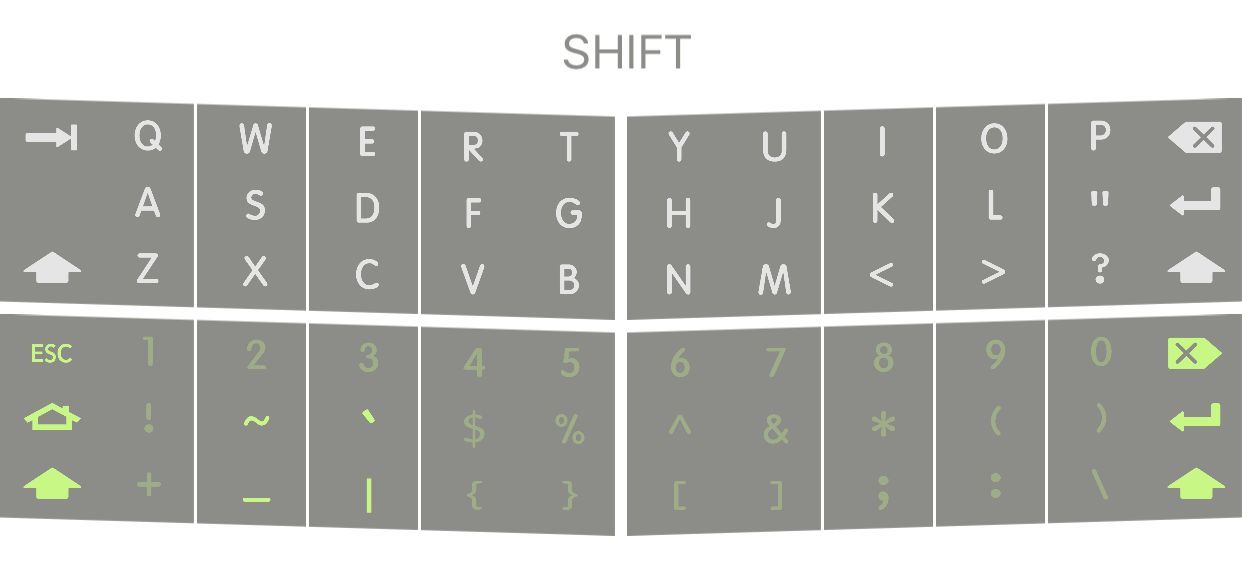 SHIFT
Q W E R T Y U I O P
A S D F G H J K L "
Z X C V B N M < > ?
ESC 1 2 3 4 5 6 7 8 9 0
! ~ ` $ % ^ & * ( )
+ _ | { } [ ] ; : \